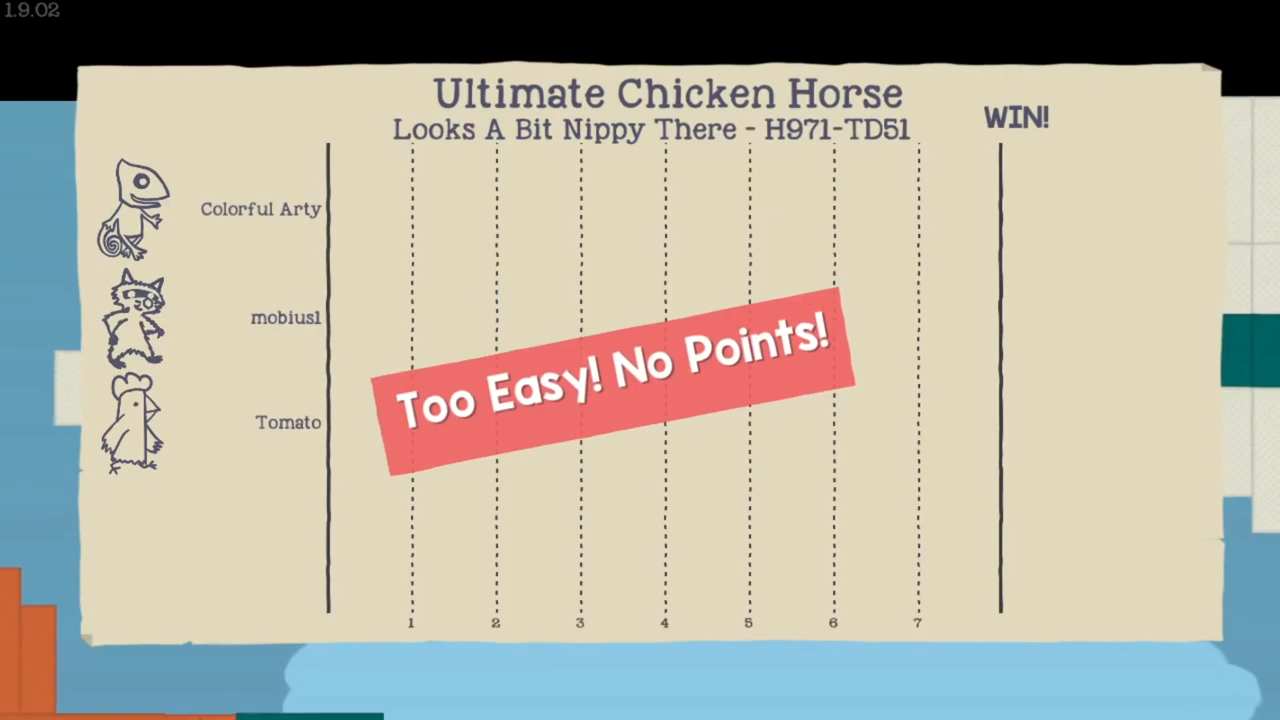 1.9.02
Ultimate Chicken Horse
Looks A Bit Nippy There - H971-TD51
WIN!
Colorful Arty
mobius1
Too Easy! No Points!
Tomato
1 2 3 4 5 6 7